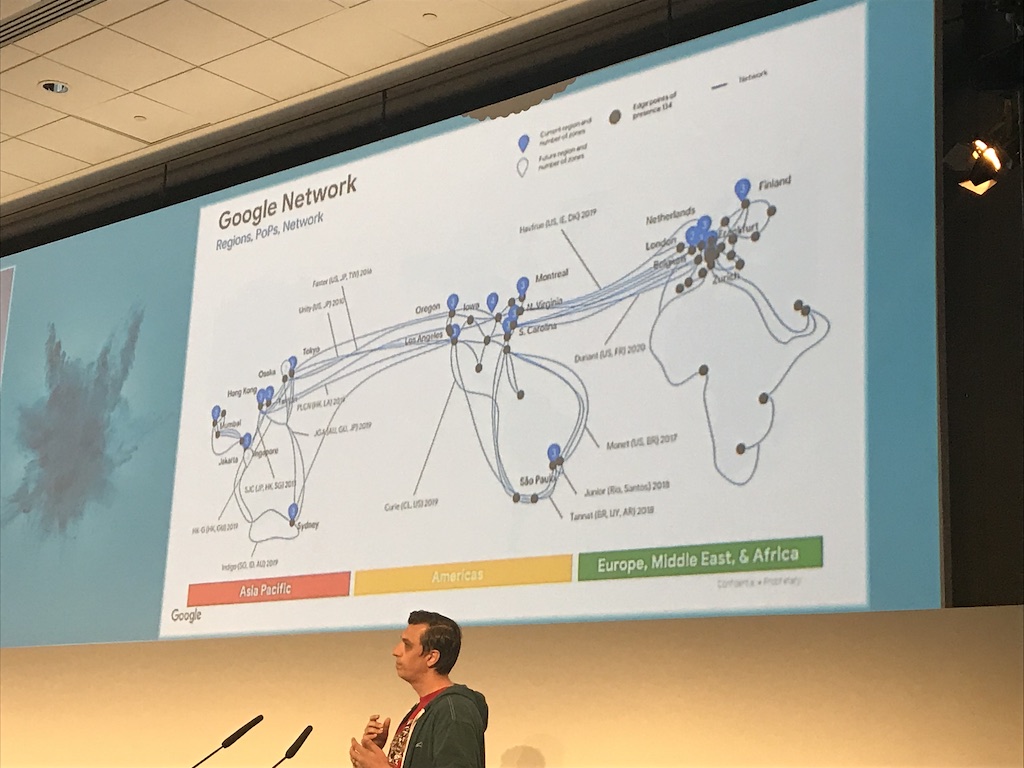 Google Network
Regions, PoPs, Network
Current region and
number of zones
Future region and
number of zones
Edge points of
presence 134
Network
Faster (US, JP, TW) 2016
Unity (US, JP) 2010
Havfrue (US, IE, DK) 2019
Finland
Netherlands
London
Frankfurt
Belgium
Zurich
Montreal
Oregon
Iowa
N. Virginia
Los Angeles
S. Carolina
Dunant (US, FR) 2020
Tokyo
Osaka
Hong Kong
Taiwan
PLCN (HK, LA) 2019
Mumbai
JGA (AU, GU, JP) 2019
Singapore
Jakarta
Monet (US, BR) 2017
São Paulo
SJC (JP, HK, SG) 2013
Junior (Rio, Santos) 2018
Curie (CL, US) 2019
Tannat (BR, UY, AR) 2018
HK-G (HK, GU) 2019
Sydney
Indigo (SG, ID, AU) 2019
Asia Pacific
Americas
Europe, Middle East, & Africa
Google
Confidential + Proprietary